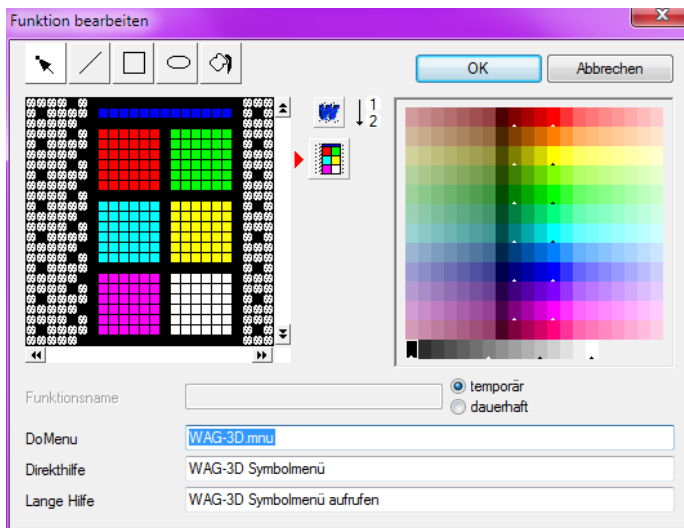 Funktion bearbeiten
OK
Abbrechen
W
1
2
Funktionsname
temporär
dauerhaft
DoMenu
WAG-3D.mnu
Direkthilfe
WAG-3D Symbolmenü
Lange Hilfe
WAG-3D Symbolmenü aufrufen